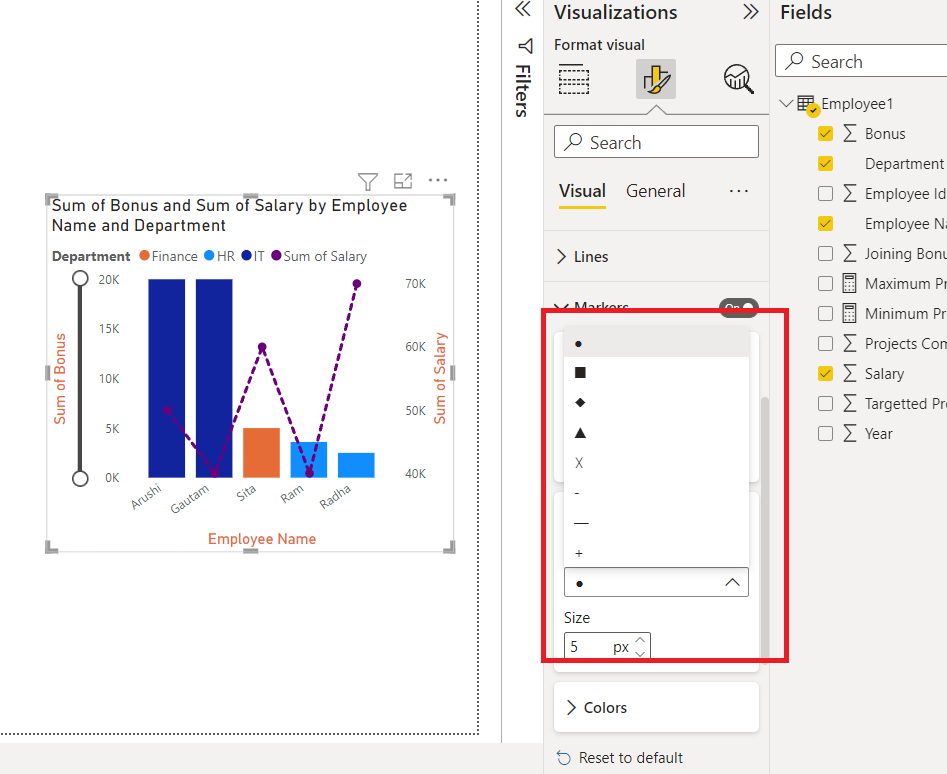 Visualizations
Fields
Format visual
Filters
Search
Search
Employee1
Bonus
Department
Employee Id
Employee Na
Joining Bonu
Maximum Pr
Minimum Pr
Projects Com
Salary
Targetted Pro
Year
Visual General
Lines
Markers On
X
-
—
+
Size
5 px
Colors
Reset to default
Sum of Bonus and Sum of Salary by Employee
Name and Department
Department Finance HR IT Sum of Salary
Sum of Bonus
20K
15K
10K
5K
0K
70K
60K
50K
40K
Sum of Salary
Arushi Gautam Sita Ram Radha
Employee Name